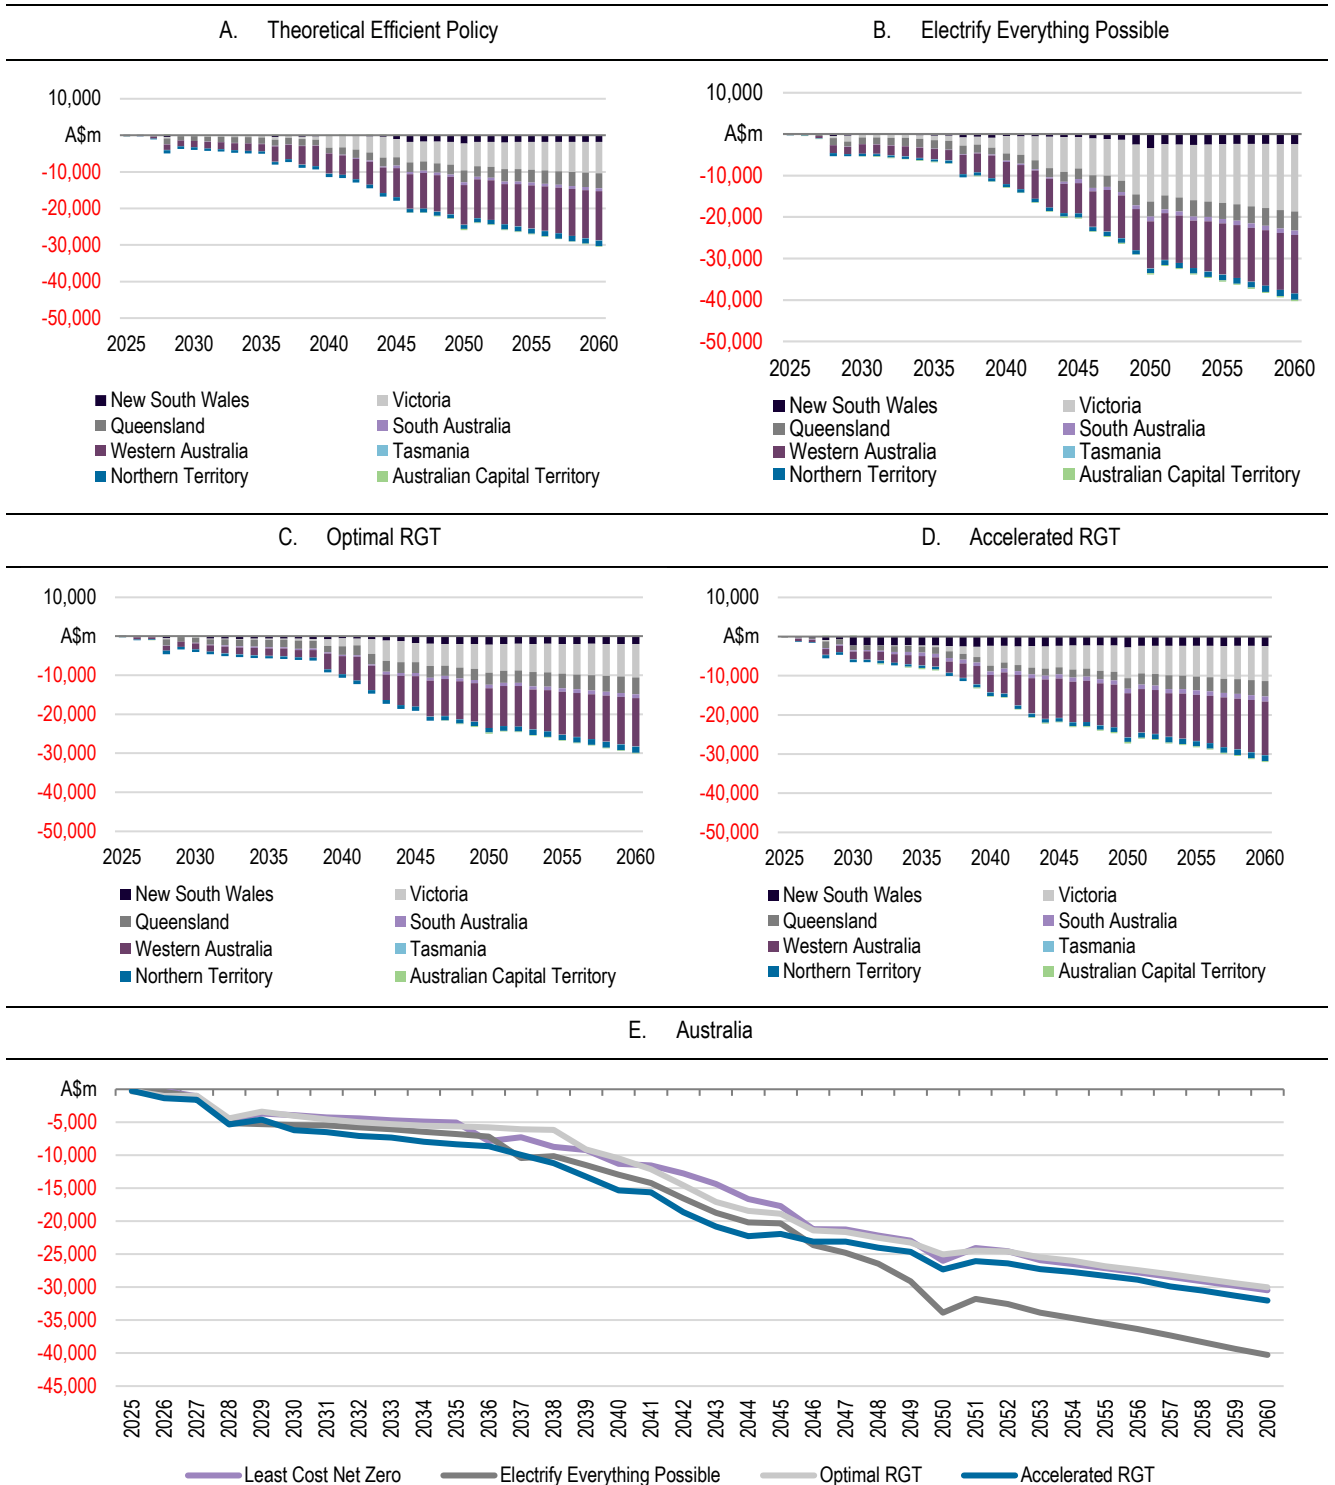 A. Theoretical Efficient Policy
10,000
A$m
-10,000
-20,000
-30,000
-40,000
-50,000
2025 2030 2035 2040 2045 2050 2055 2060
New South Wales Victoria
Queensland South Australia
Western Australia Tasmania
Northern Territory Australian Capital Territory
B. Electrify Everything Possible
10,000
A$m
-10,000
-20,000
-30,000
-40,000
-50,000
2025 2030 2035 2040 2045 2050 2055 2060
New South Wales Victoria
Queensland South Australia
Western Australia Tasmania
Northern Territory Australian Capital Territory
C. Optimal RGT
10,000
A$m
-10,000
-20,000
-30,000
-40,000
-50,000
2025 2030 2035 2040 2045 2050 2055 2060
New South Wales Victoria
Queensland South Australia
Western Australia Tasmania
Northern Territory Australian Capital Territory
D. Accelerated RGT
10,000
A$m
-10,000
-20,000
-30,000
-40,000
-50,000
2025 2030 2035 2040 2045 2050 2055 2060
New South Wales Victoria
Queensland South Australia
Western Australia Tasmania
Northern Territory Australian Capital Territory
E. Australia
A$m
-5,000
-10,000
-15,000
-20,000
-25,000
-30,000
-35,000
-40,000
-45,000
2025 2026 2027 2028 2029 2030 2031 2032 2033 2034 2035 2036 2037 2038 2039 2040 2041 2042 2043 2044 2045 2046 2047 2048 2049 2050 2051 2052 2053 2054 2055 2056 2057 2058 2059 2060
Least Cost Net Zero Electrify Everything Possible Optimal RGT Accelerated RGT